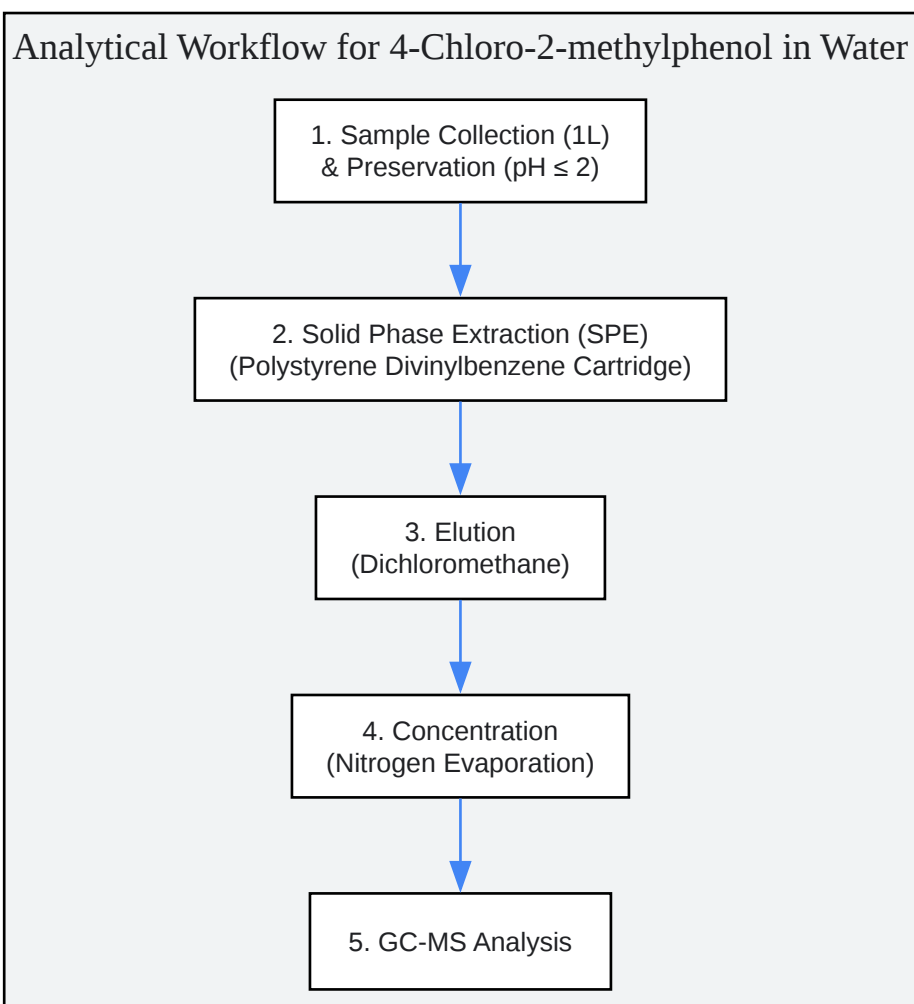 Analytical Workflow for 4-Chloro-2-methylphenol in Water
1. Sample Collection (1L)
& Preservation (pH ≤ 2)
2. Solid Phase Extraction (SPE)
(Polystyrene Divinylbenzene Cartridge)
3. Elution
(Dichloromethane)
4. Concentration
(Nitrogen Evaporation)
5. GC-MS Analysis